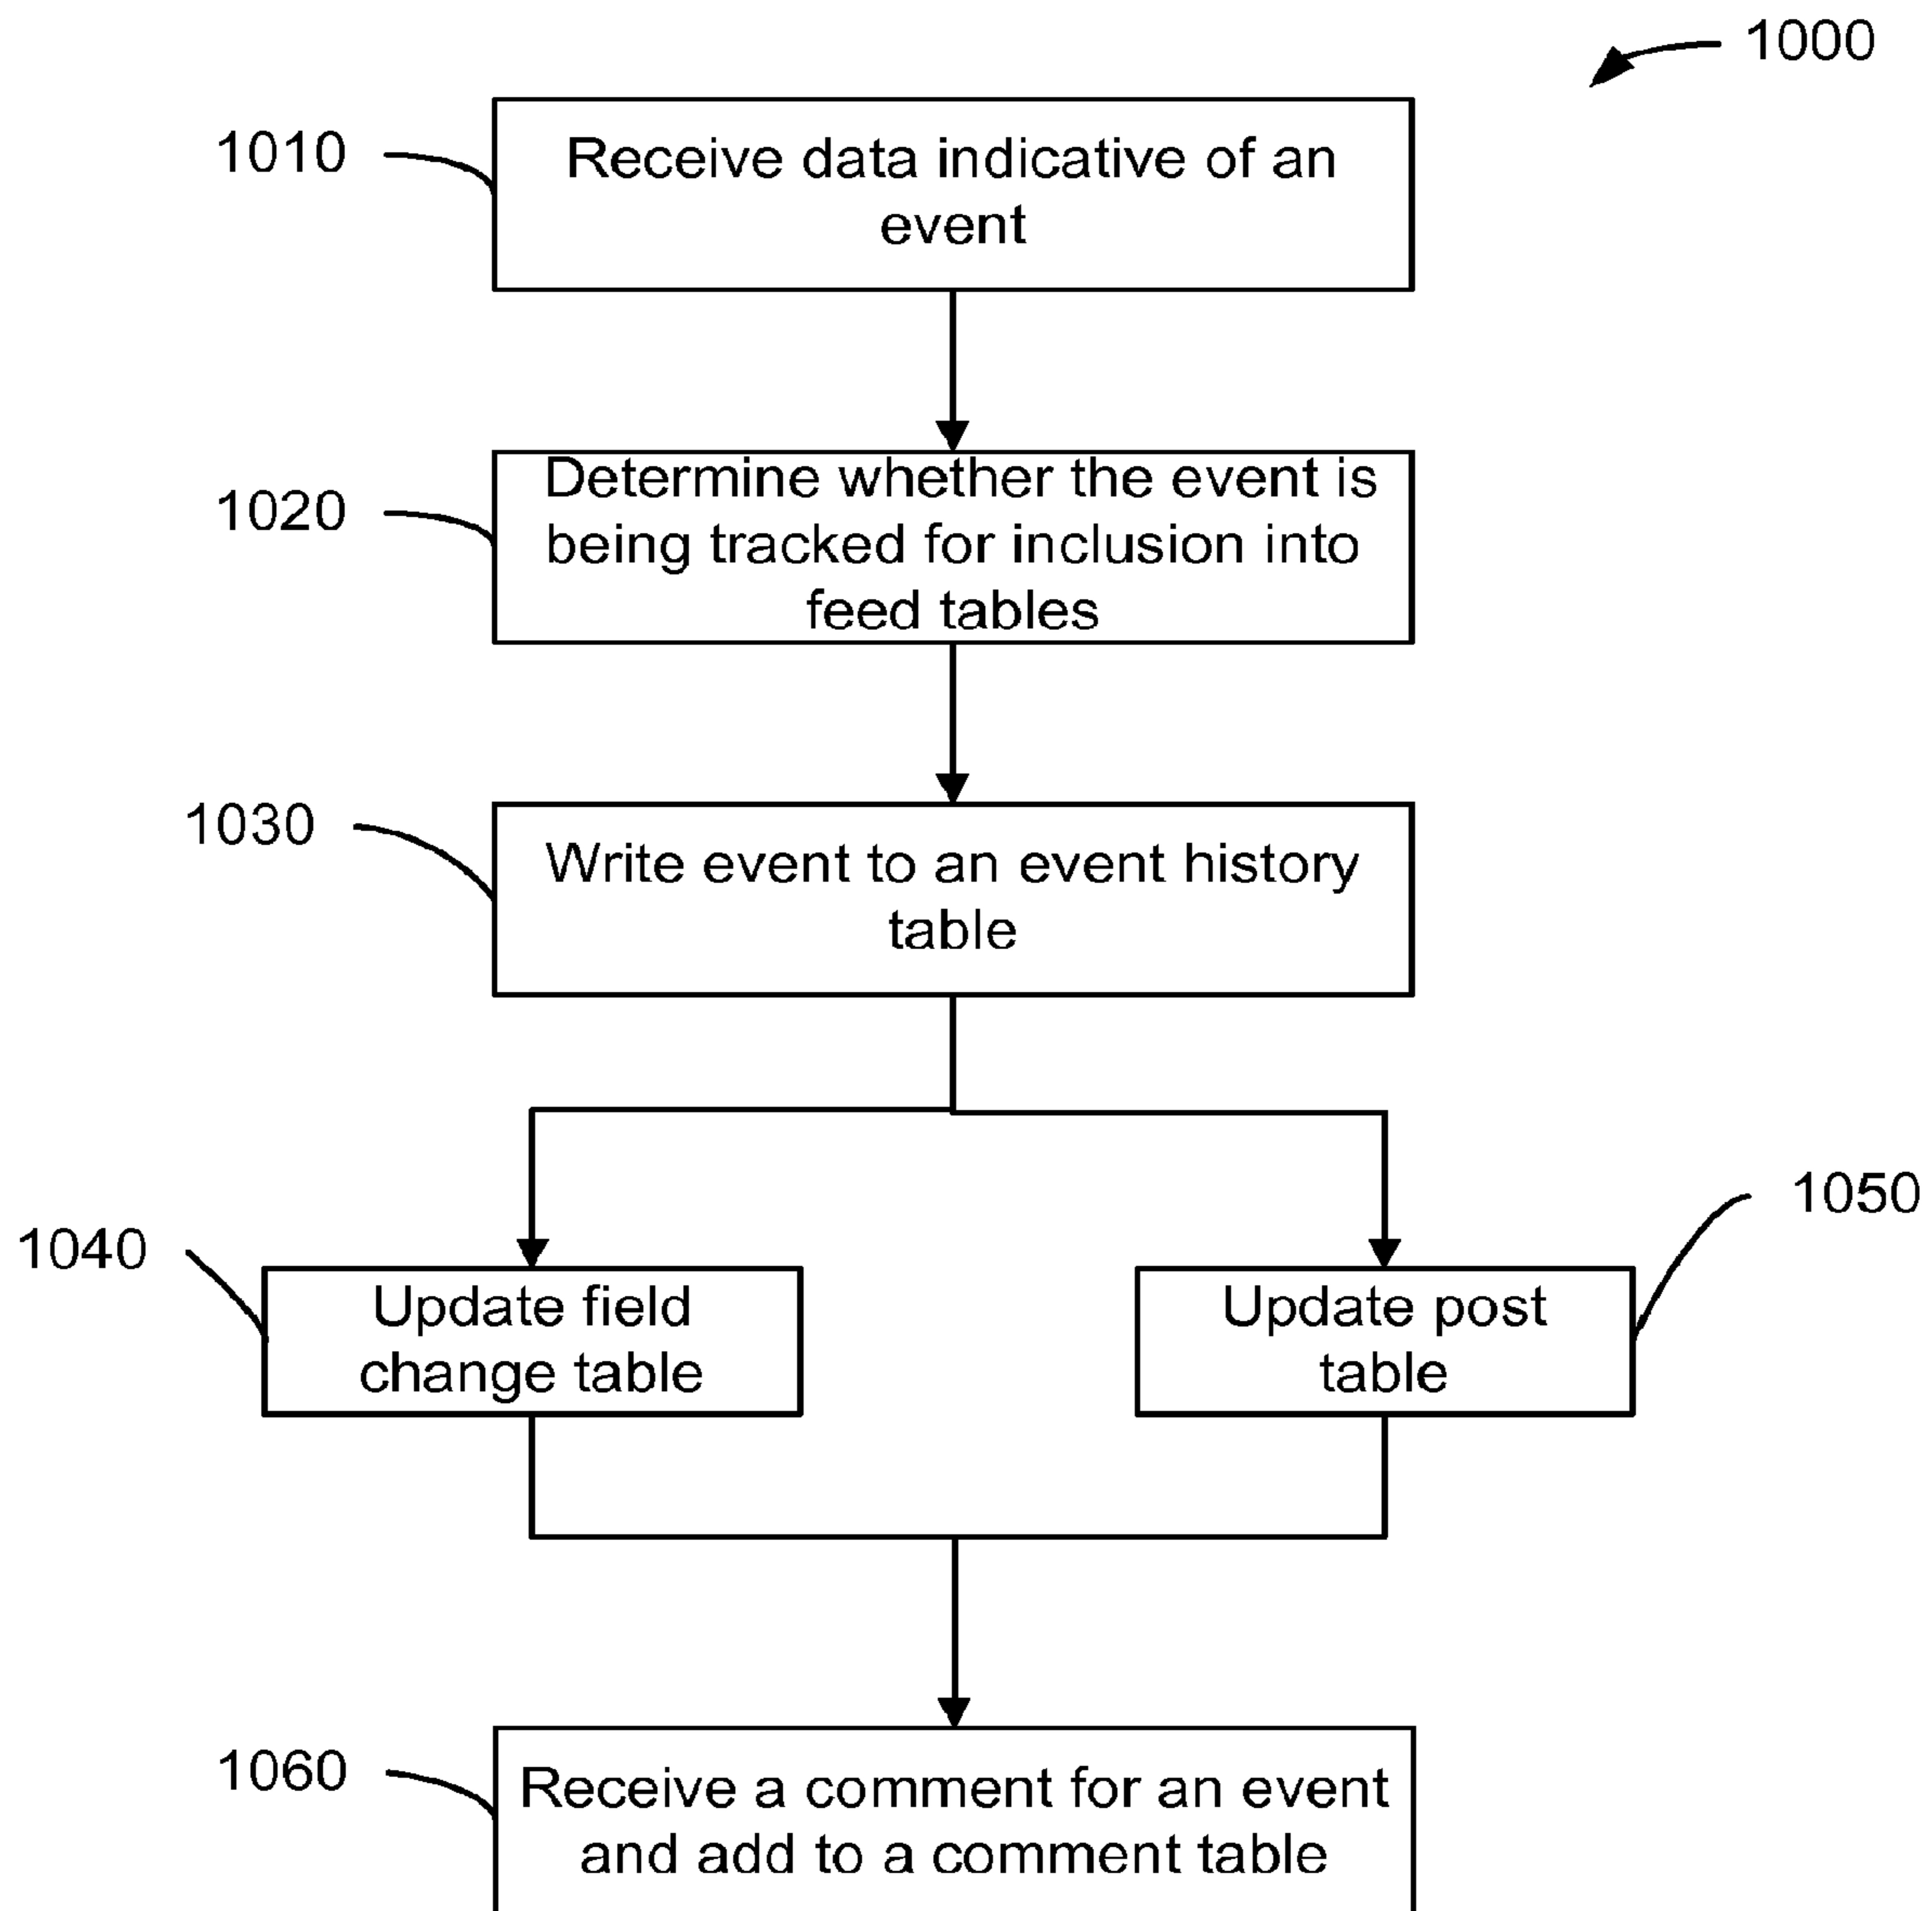 1000
1010
Receive data indicative of an
event
1020
Determine whether the event is
being tracked for inclusion into
feed tables
1030
Write event to an event history
table
1040
Update field
change table
1050
Update post
table
1060
Receive a comment for an event
and add to a comment table